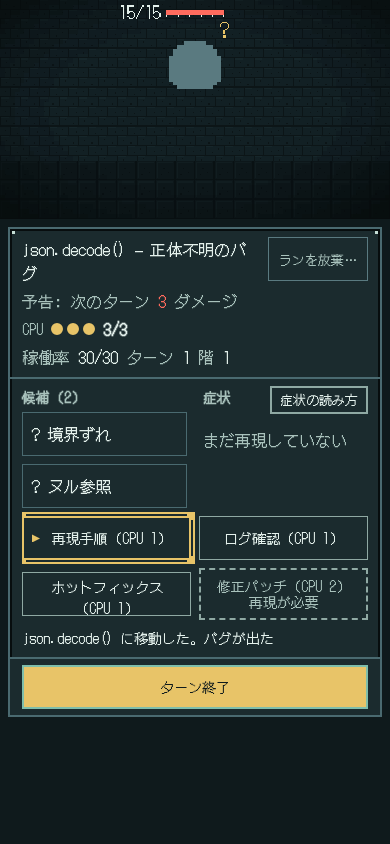 15/15
?
json.decode() – 正体不明のバ
グ
ランを放棄…
予告: 次のターン 3 ダメージ
CPU 3/3
稼働率 30/30 ターン 1 階 1
候補 (2)
症状
症状の読み方
? 境界ずれ
まだ再現していない
? ヌル参照
▶ 再現手順 (CPU 1)
ログ確認 (CPU 1)
ホットフィックス
(CPU 1)
修正パッチ (CPU 2)
再現が必要
json.decode() に移動した。バグが出た
ターン終了